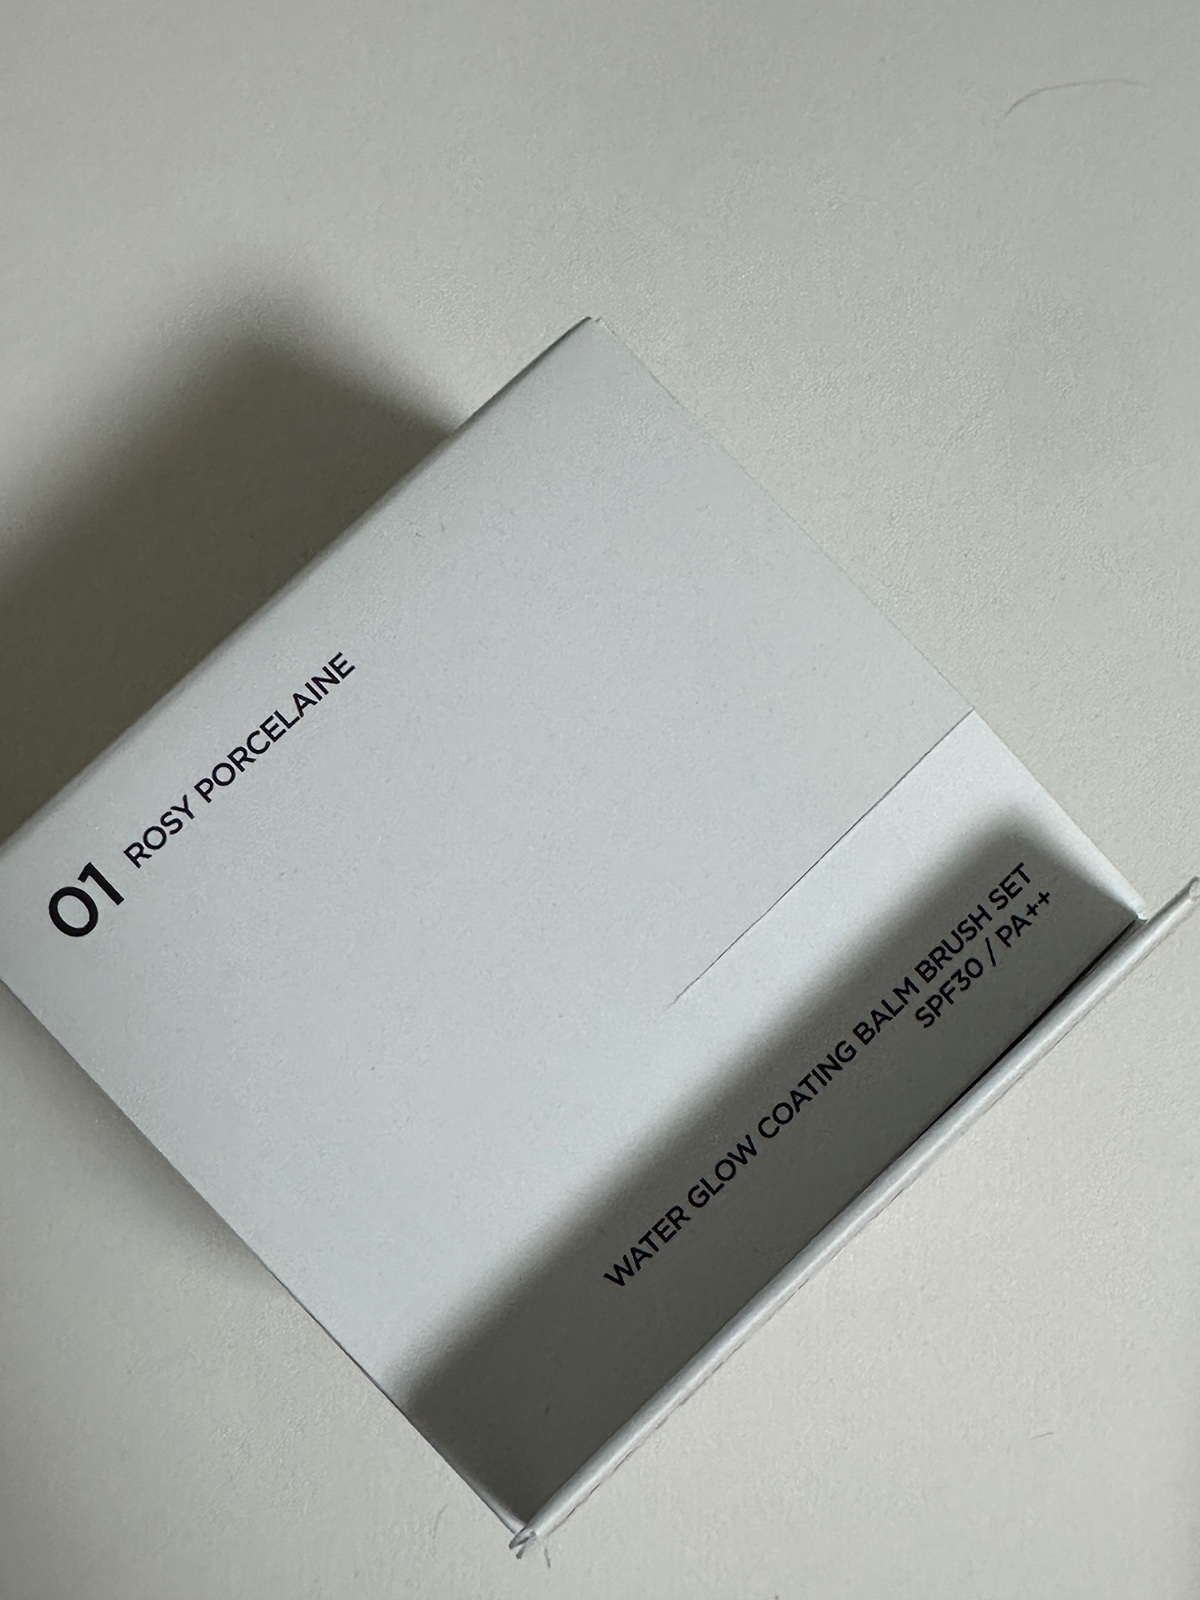 01 ROSY PORCELAINE
WATER GLOW COATING BALM BRUSH SET
SPF30 / PA++